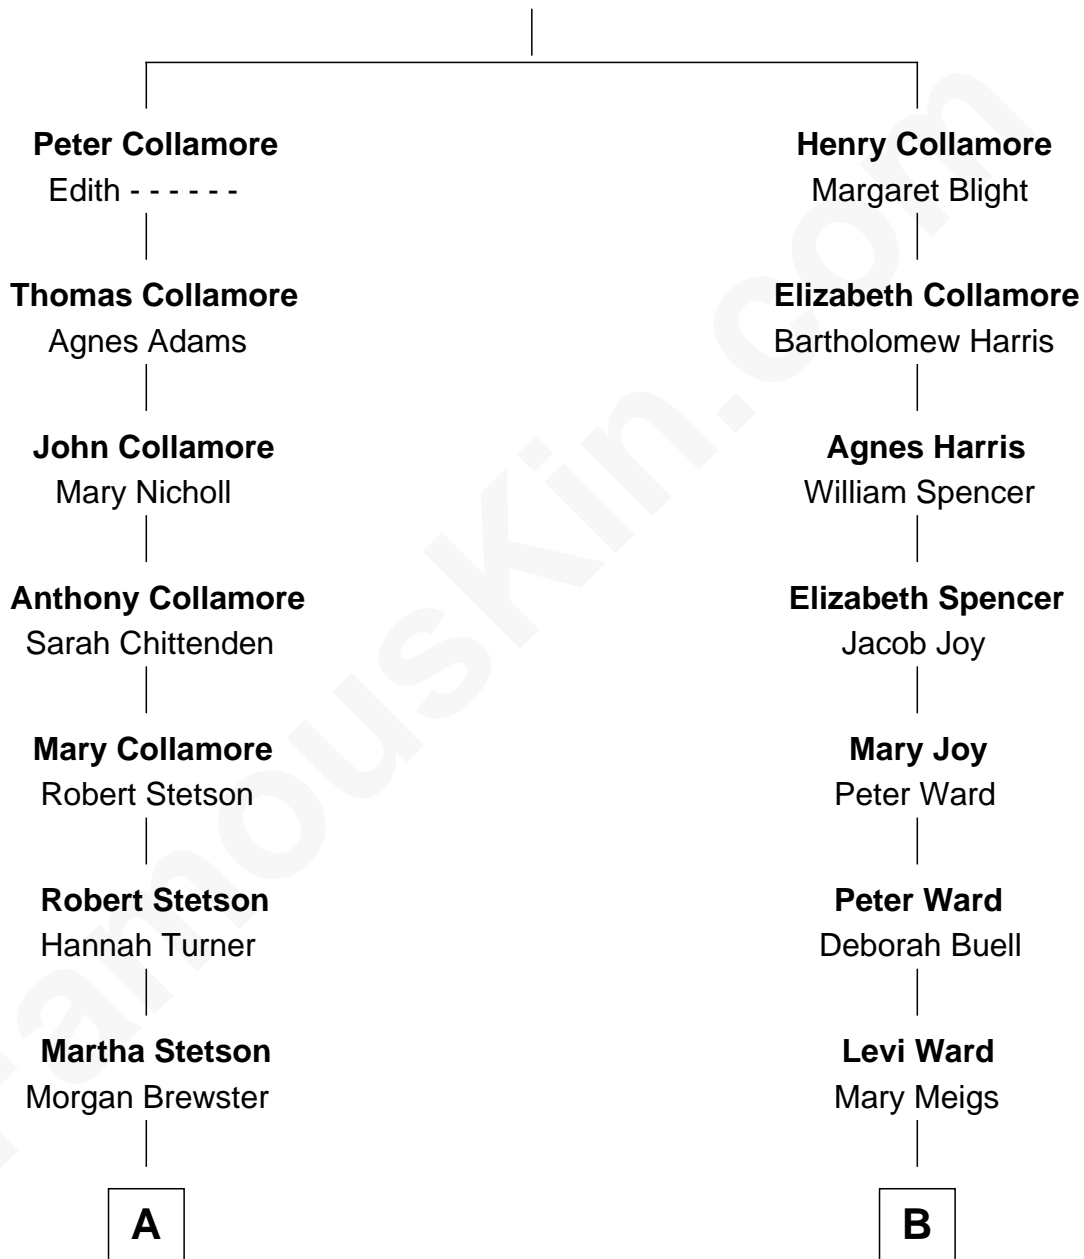 Peter Collamore
Edith - - - - - -
Henry Collamore
Margaret Blight
Thomas Collamore
Agnes Adams
Elizabeth Collamore
Bartholomew Harris
John Collamore
Mary Nicholl
Agnes Harris
William Spencer
Anthony Collamore
Sarah Chittenden
Elizabeth Spencer
Jacob Joy
Mary Collamore
Robert Stetson
Mary Joy
Peter Ward
Robert Stetson
Hannah Turner
Peter Ward
Deborah Buell
Martha Stetson
Morgan Brewster
Levi Ward
Mary Meigs
A
B
FamousKin.com